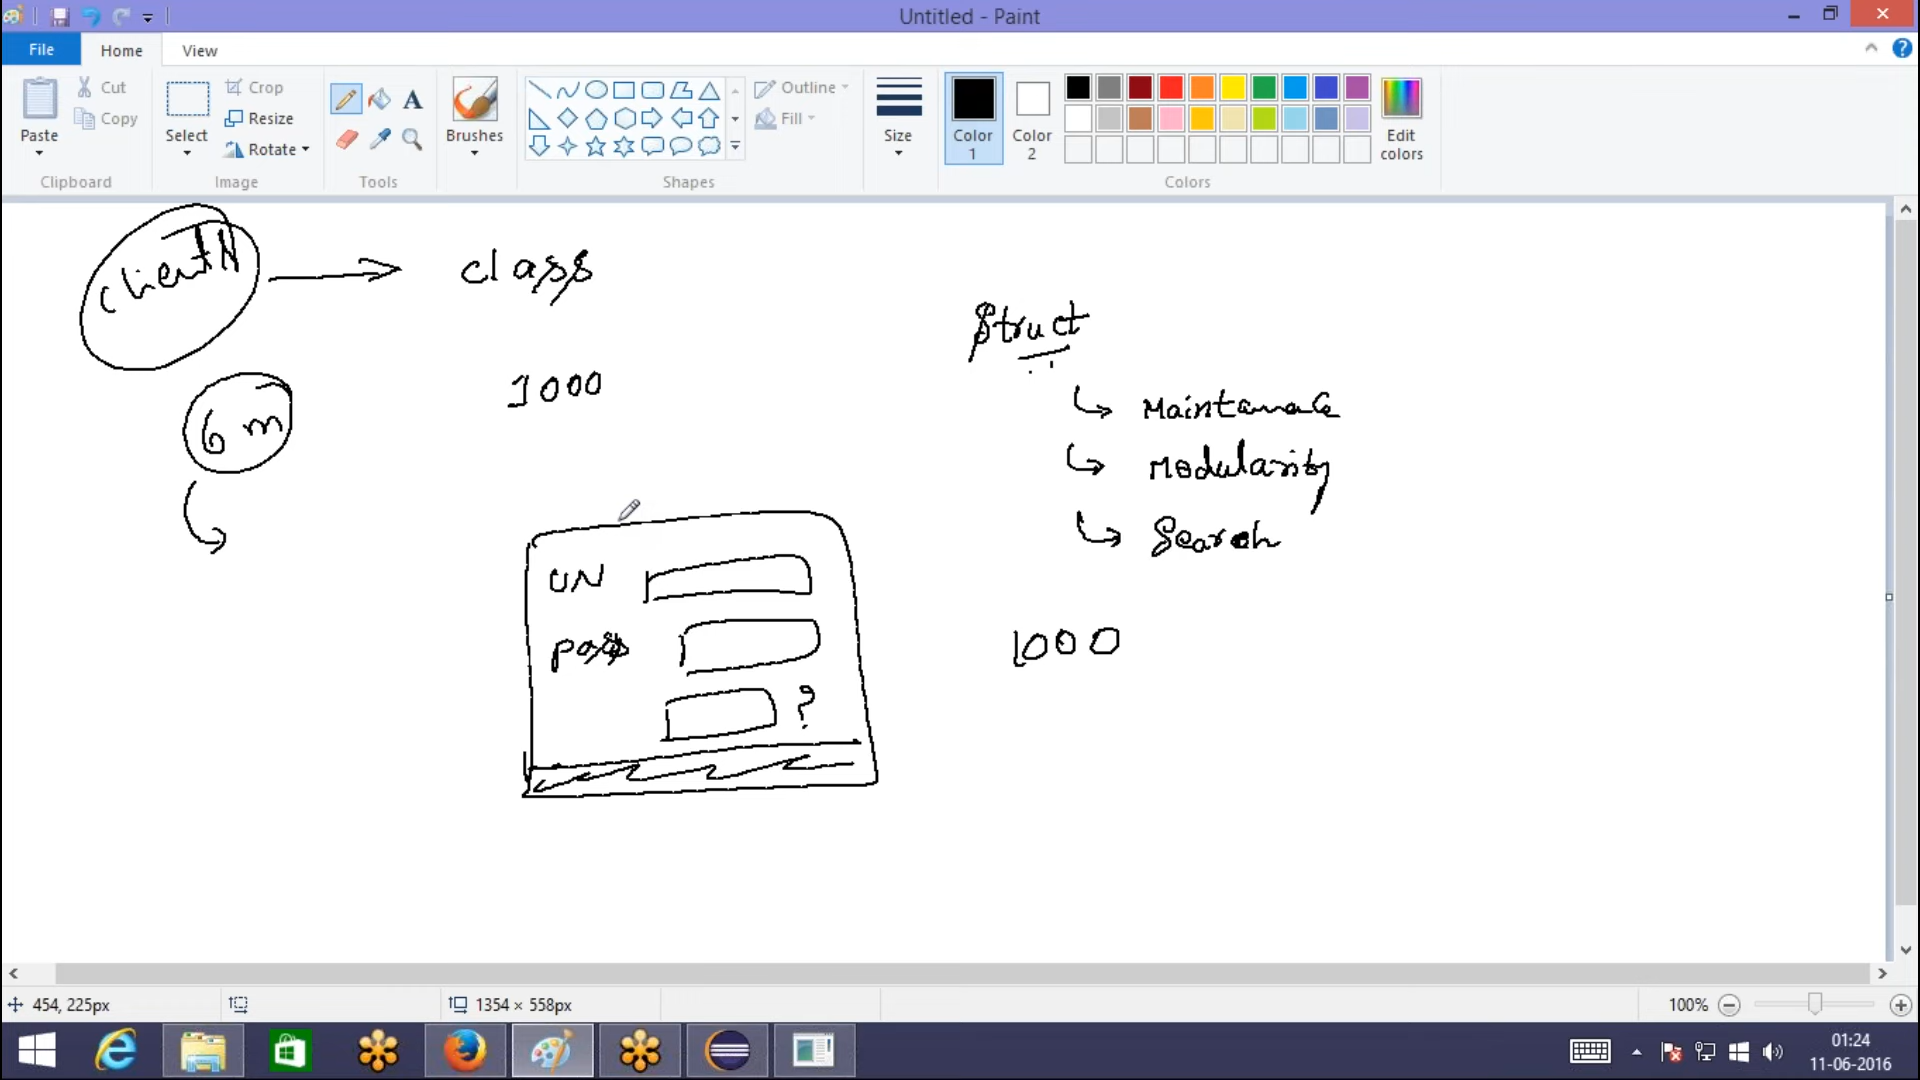 Untitled - Paint
File Home View
Paste
Cut
Copy
Clipboard
Select
Crop
Resize
Rotate
Image
A
Tools
Brushes
Shapes
Outline
Fill
Size
Color 1
Color 2
Edit colors
Colors
clientN
class
Struct
6 m
1000
Maintanace
Modularity
Search
UN
pass
?
1000
454, 225px
1354 × 558px
100%
01:24
11-06-2016